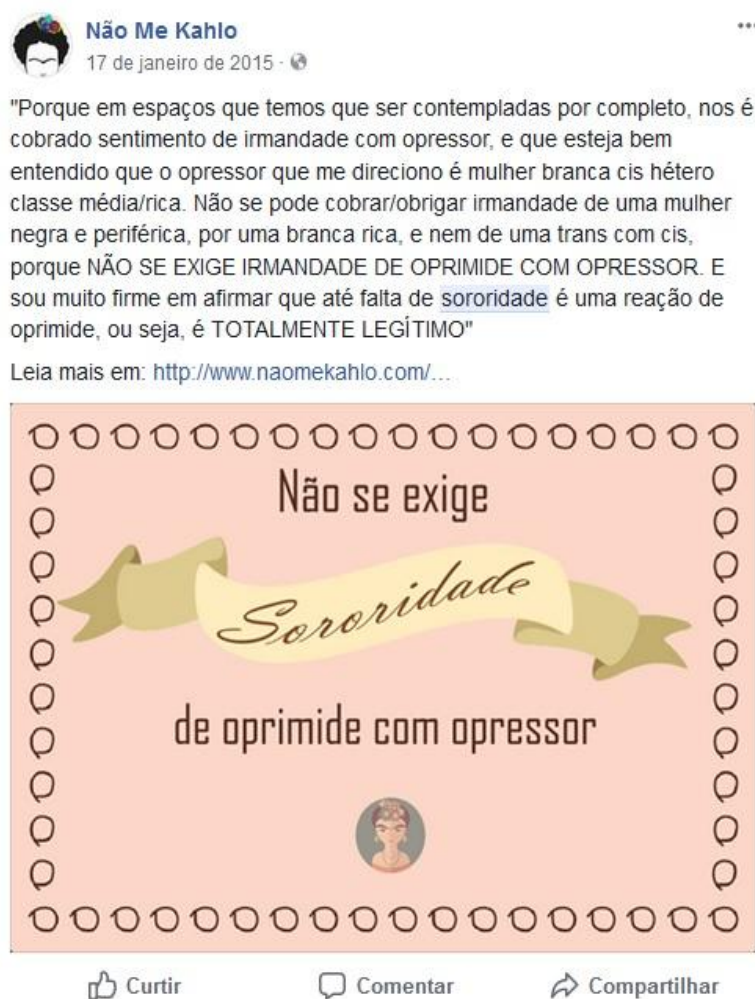 Não Me Kahlo
17 de janeiro de 2015 ·
"Porque em espaços que temos que ser contempladas por completo, nos é
cobrado sentimento de irmandade com opressor, e que esteja bem
entendido que o opressor que me direciono é mulher branca cis hétero
classe média/rica. Não se pode cobrar/obrigar irmandade de uma mulher
negra e periférica, por uma branca rica, e nem de uma trans com cis,
porque NÃO SE EXIGE IRMANDADE DE OPRIMIDE COM OPRESSOR. E
sou muito firme em afirmar que até falta de sororidade é uma reação de
oprimide, ou seja, é TOTALMENTE LEGÍTIMO"
Leia mais em: http://www.naomekahlo.com/...
Não se exige
Sororidade
de oprimide com opressor
Curtir Comentar Compartilhar